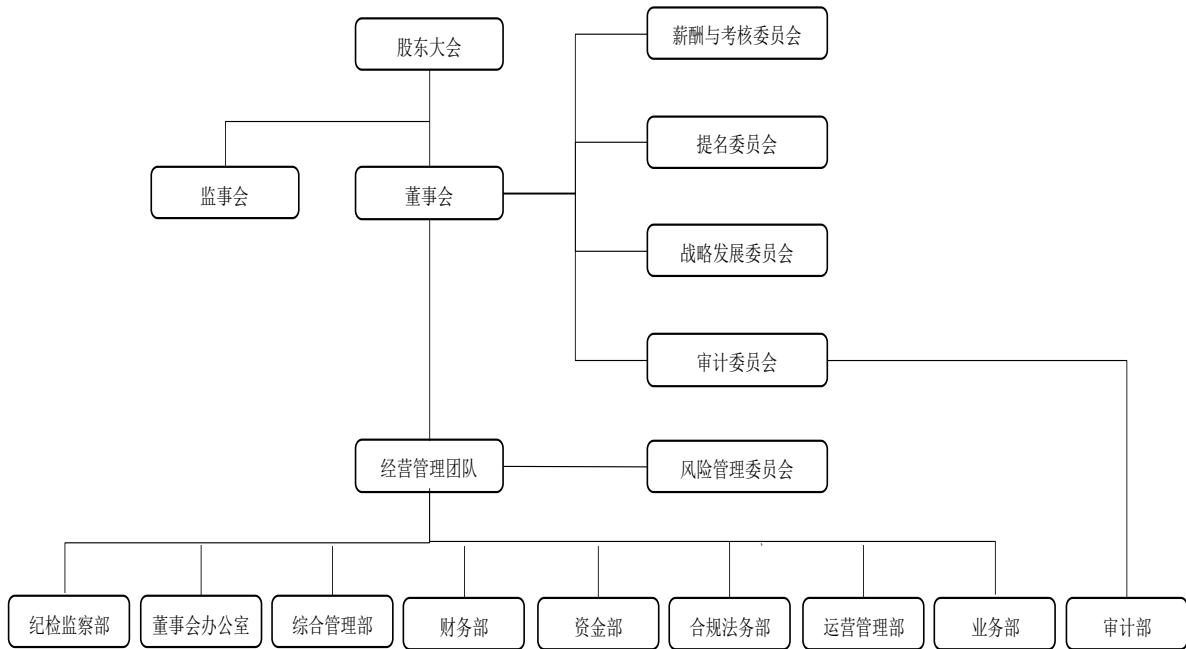 股东大会
薪酬与考核委员会
提名委员会
监事会
董事会
战略发展委员会
审计委员会
经营管理团队
风险管理委员会
纪检监察部
董事会办公室
综合管理部
财务部
资金部
合规法务部
运营管理部
业务部
审计部